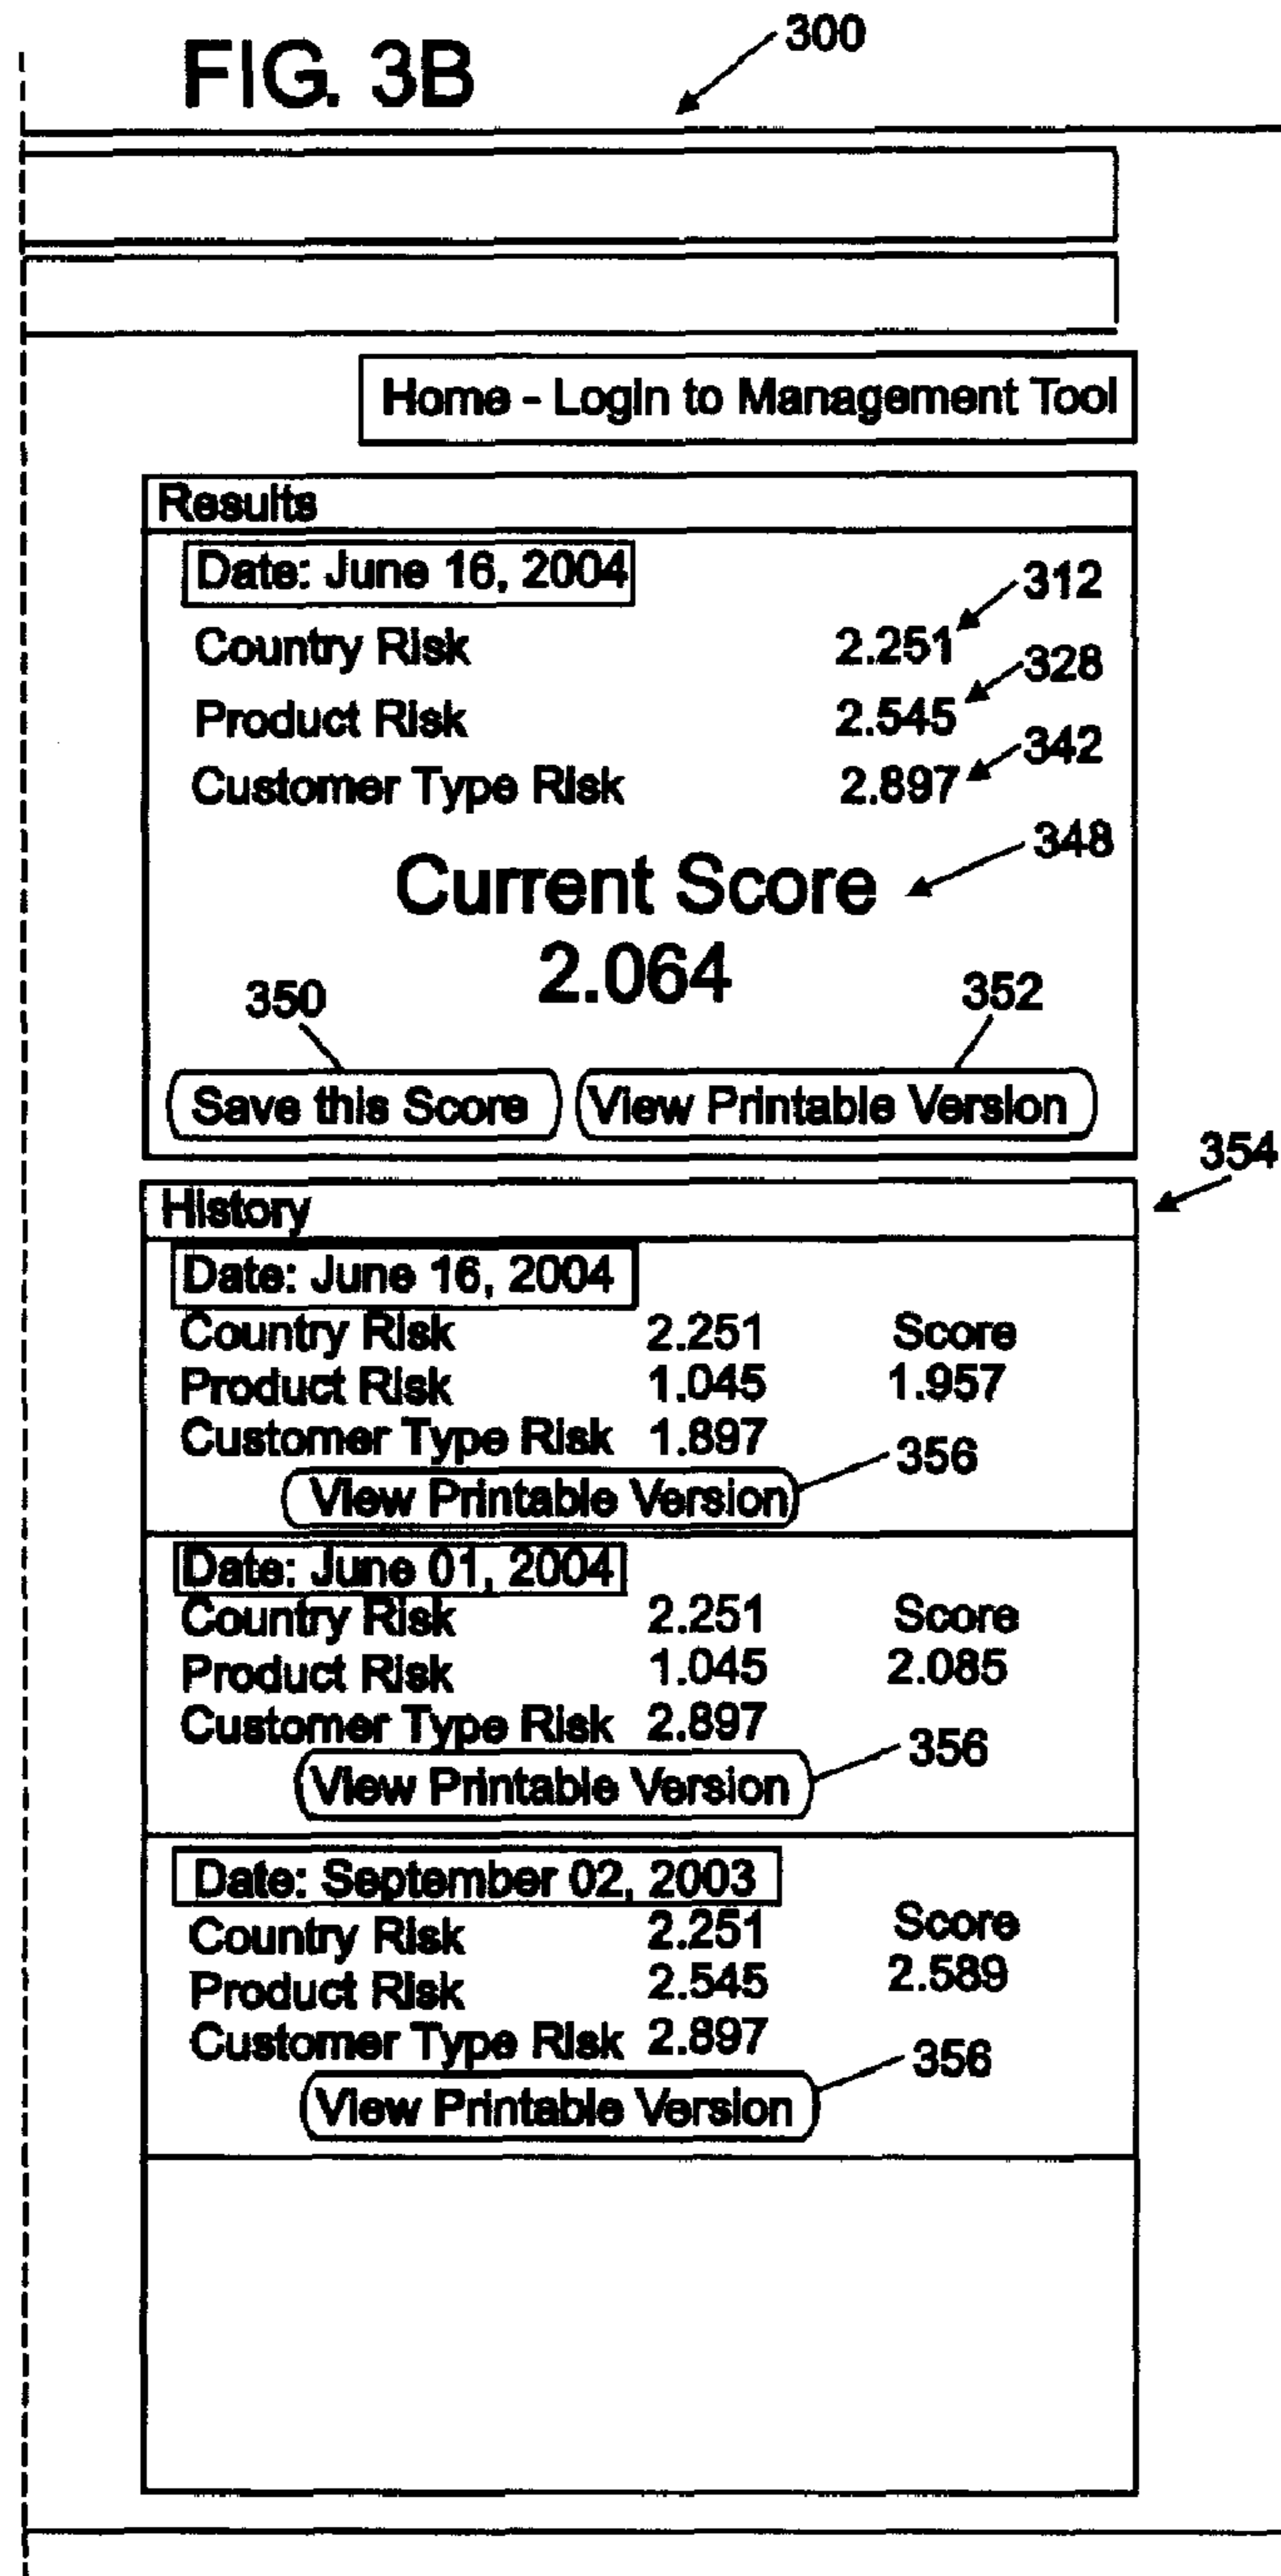 FIG. 3B
300
Home - Login to Management Tool
Results
Date: June 16, 2004
312
Country Risk 2.251
328
Product Risk 2.545
342
Customer Type Risk 2.897
348
Current Score
2.064
350 352
Save this Score View Printable Version
354
History
Date: June 16, 2004
Country Risk 2.251 Score
Product Risk 1.045 1.957
Customer Type Risk 1.897
356
View Printable Version
Date: June 01, 2004
Country Risk 2.251 Score
Product Risk 1.045 2.085
Customer Type Risk 2.897
356
View Printable Version
Date: September 02, 2003
Country Risk 2.251 Score
Product Risk 2.545 2.589
Customer Type Risk 2.897
356
View Printable Version